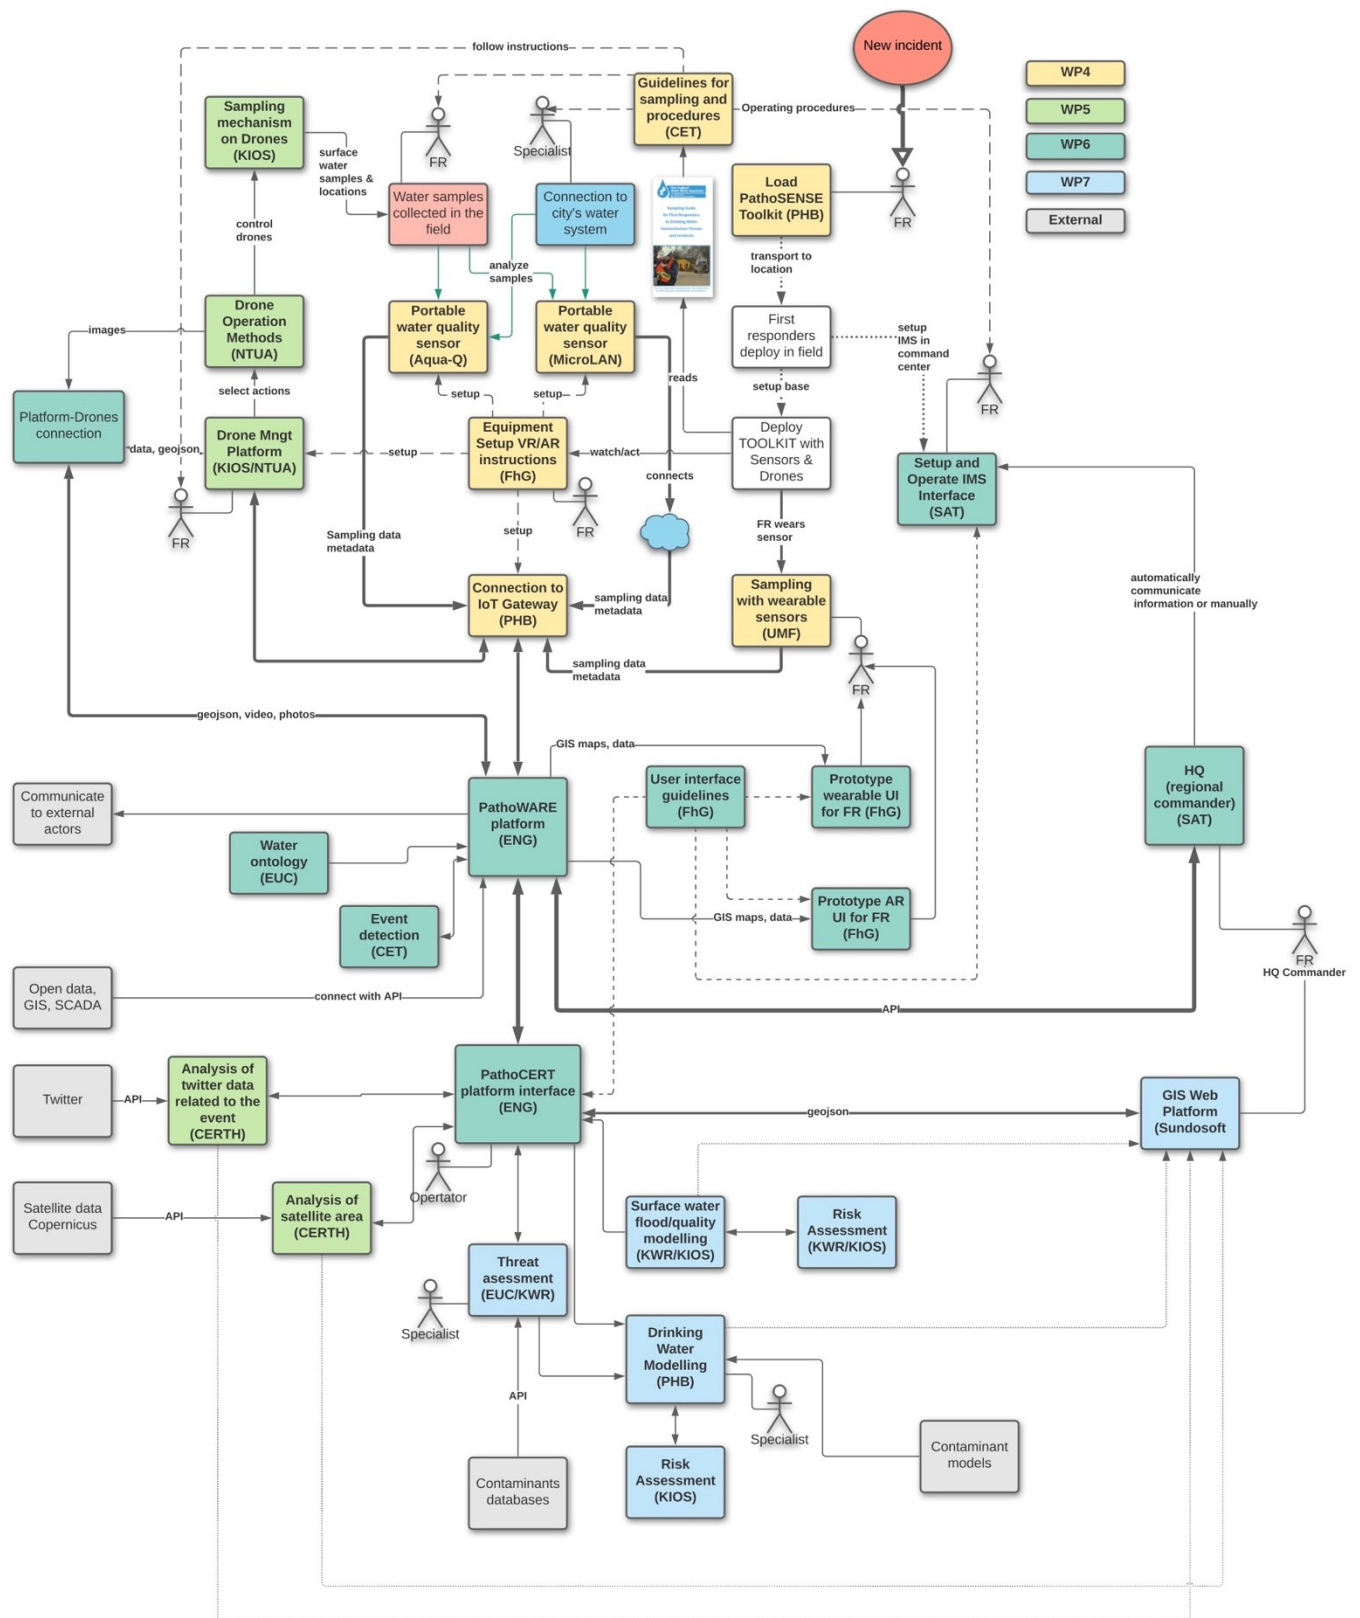 New incident
WP4
WP5
WP6
WP7
External
follow instructions
Guidelines for
sampling and
procedures
(CET)
Operating procedures
Sampling
mechanism
on Drones
(KIOS)
surface
water
samples &
locations
FR
Specialist
FR
Water samples
collected in the
field
Connection to
city's water
system
Sampling Guide
for First Responders
to Drinking Water
Contamination Threats
and Incidents
Load
PathoSENSE
Toolkit (PHB)
transport to
location
control
drones
analyze
samples
Drone
Operation
Methods
(NTUA)
images
Portable
water quality
sensor
(Aqua-Q)
Portable
water quality
sensor
(MicroLAN)
First
responders
deploy in field
setup
IMS in
command
center
FR
reads
setup base
select actions
setup
setup
Platform-Drones
connection
data, geojson
Drone Mngt
Platform
(KIOS/NTUA)
setup
Equipment
Setup VR/AR
instructions
(FhG)
watch/act
Deploy
TOOLKIT with
Sensors &
Drones
Setup and
Operate IMS
Interface
(SAT)
connects
FR
FR
setup
Sampling data
metadata
FR wears
sensor
Connection to
IoT Gateway
(PHB)
sampling data
metadata
Sampling
with wearable
sensors
(UMF)
automatically
communicate
information or manually
sampling data
metadata
FR
geojson, video, photos
GIS maps, data
Communicate
to external
actors
PathoWARE
platform
(ENG)
User interface
guidelines
(FhG)
Prototype
wearable UI
for FR (FhG)
HQ
(regional
commander)
(SAT)
Water
ontology
(EUC)
Event
detection
(CET)
GIS maps, data
Prototype AR
UI for FR
(FhG)
FR
HQ Commander
Open data,
GIS, SCADA
connect with API
API
Twitter
API
Analysis of
twitter data
related to the
event
(CERTH)
PathoCERT
platform interface
(ENG)
geojson
GIS Web
Platform
(Sundosoft
Opertator
Satellite data
Copernicus
API
Analysis of
satellite area
(CERTH)
Surface water
flood/quality
modelling
(KWR/KIOS)
Risk
Assessment
(KWR/KIOS)
Threat
asessment
(EUC/KWR)
Specialist
Drinking
Water
Modelling
(PHB)
API
Specialist
Contaminants
databases
Risk
Assessment
(KIOS)
Contaminant
models